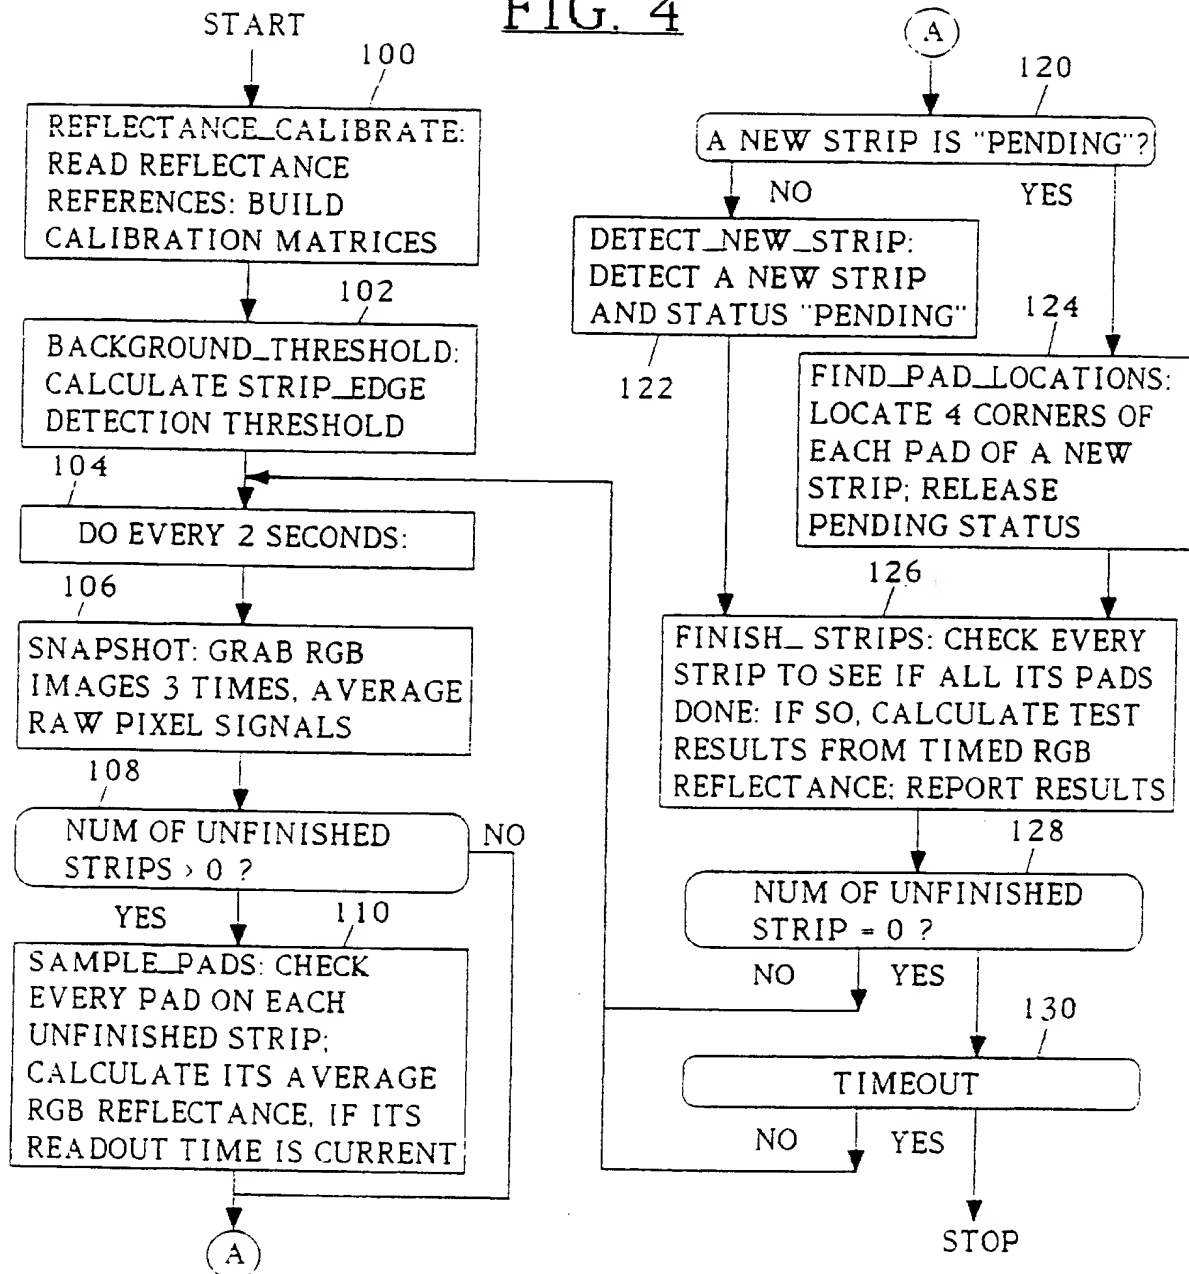 FIG. 4
START
100
REFLECTANCE_CALIBRATE:
READ REFLECTANCE
REFERENCES: BUILD
CALIBRATION MATRICES
102
BACKGROUND_THRESHOLD:
CALCULATE STRIP_EDGE
DETECTION THRESHOLD
104
DO EVERY 2 SECONDS:
106
SNAPSHOT: GRAB RGB
IMAGES 3 TIMES, AVERAGE
RAW PIXEL SIGNALS
108
NUM OF UNFINISHED
STRIPS > 0 ?
NO
YES
110
SAMPLE_PADS: CHECK
EVERY PAD ON EACH
UNFINISHED STRIP;
CALCULATE ITS AVERAGE
RGB REFLECTANCE, IF ITS
READOUT TIME IS CURRENT
A
A
120
A NEW STRIP IS "PENDING"?
NO
YES
DETECT_NEW_STRIP:
DETECT A NEW STRIP
AND STATUS "PENDING"
122
124
FIND_PAD_LOCATIONS:
LOCATE 4 CORNERS OF
EACH PAD OF A NEW
STRIP; RELEASE
PENDING STATUS
126
FINISH_ STRIPS: CHECK EVERY
STRIP TO SEE IF ALL ITS PADS
DONE: IF SO, CALCULATE TEST
RESULTS FROM TIMED RGB
REFLECTANCE; REPORT RESULTS
128
NUM OF UNFINISHED
STRIP = 0 ?
NO
YES
130
TIMEOUT
NO
YES
STOP